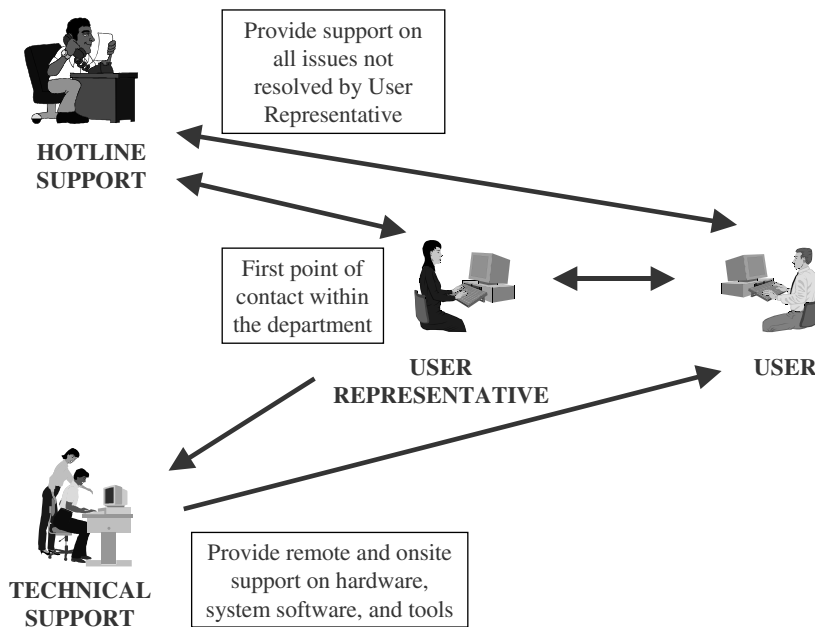 Provide support on
all issues not
resolved by User
Representative
HOTLINE
SUPPORT
First point of
contact within
the department
USER
REPRESENTATIVE
USER
TECHNICAL
SUPPORT
Provide remote and onsite
support on hardware,
system software, and tools